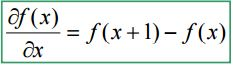 ∂f(x)/∂x = f(x+1) − f(x)